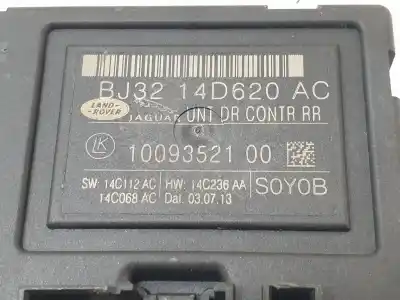 BJ32 14D620 AC
LAND-
ROVER
JAGUAR UNT DR CONTR RR
LK 10093521 00
SW: 14C112 AC HW: 14C236 AA
14C068 AC Dat. 03.07.13
S0Y0B